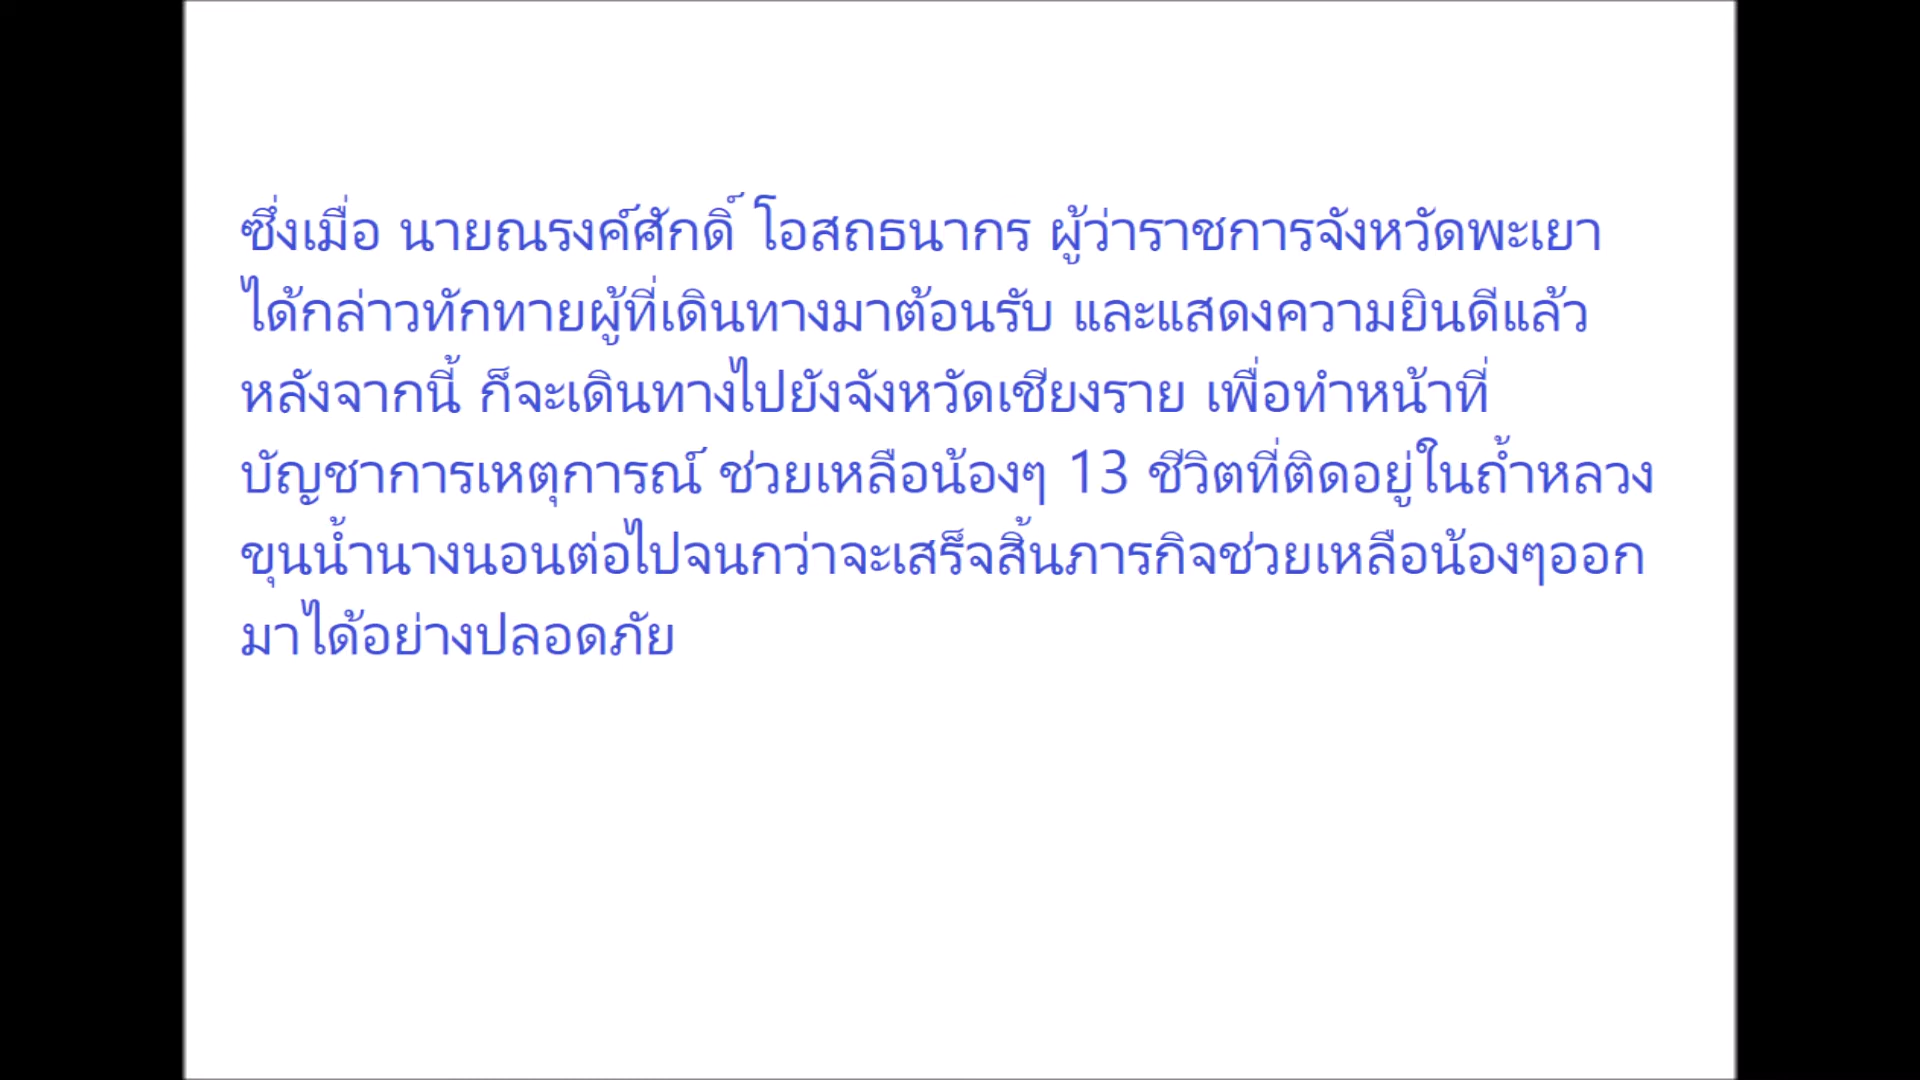 ซึ่งเมื่อ นายณรงค์ศักดิ์ โอสถธนากร ผู้ว่าราชการจังหวัดพะเยา
ได้กล่าวทักทายผู้ที่เดินทางมาต้อนรับ และแสดงความยินดีแล้ว
หลังจากนี้ ก็จะเดินทางไปยังจังหวัดเชียงราย เพื่อทำหน้าที่
บัญชาการเหตุการณ์ ช่วยเหลือน้องๆ 13 ชีวิตที่ติดอยู่ในถ้ำหลวง
ขุนน้ำนางนอนต่อไปจนกว่าจะเสร็จสิ้นภารกิจช่วยเหลือน้องๆออก
มาได้อย่างปลอดภัย